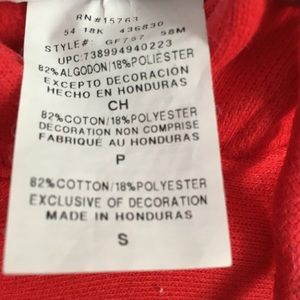 RN#15763
54 18K 436830
STYLE#: GF757 58M
UPC:738994940223
82%ALGODON/18%POLIESTER
EXCEPTO DECORACIÓN
HECHO EN HONDURAS
CH
82%COTON/18%POLYESTER
DECORATION NON COMPRISE
FABRIQUÉ AU HONDURAS
P
82%COTTON/18%POLYESTER
EXCLUSIVE OF DECORATION
MADE IN HONDURAS
S